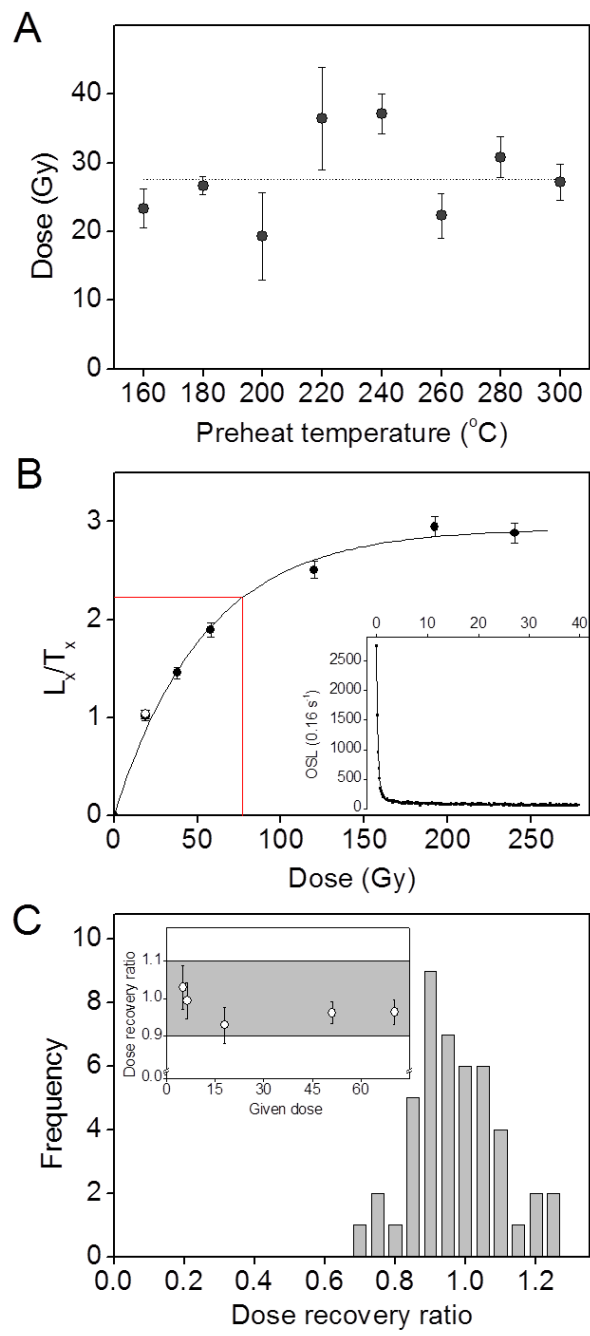 A
Dose (Gy)
40
30
20
10
0
160 180 200 220 240 260 280 300
Preheat temperature (°C)
B
Lx/Tx
3
2
1
0
0 50 100 150 200 250
Dose (Gy)
0 10 20 30 40
OSL (0.16 s-1)
2500
2000
1500
1000
500
0
C
Frequency
10
8
6
4
2
0
0.0 0.2 0.4 0.6 0.8 1.0 1.2
Dose recovery ratio
Dose recovery ratio
1.1
1.0
0.9
0.0
0 15 30 45 60
Given dose